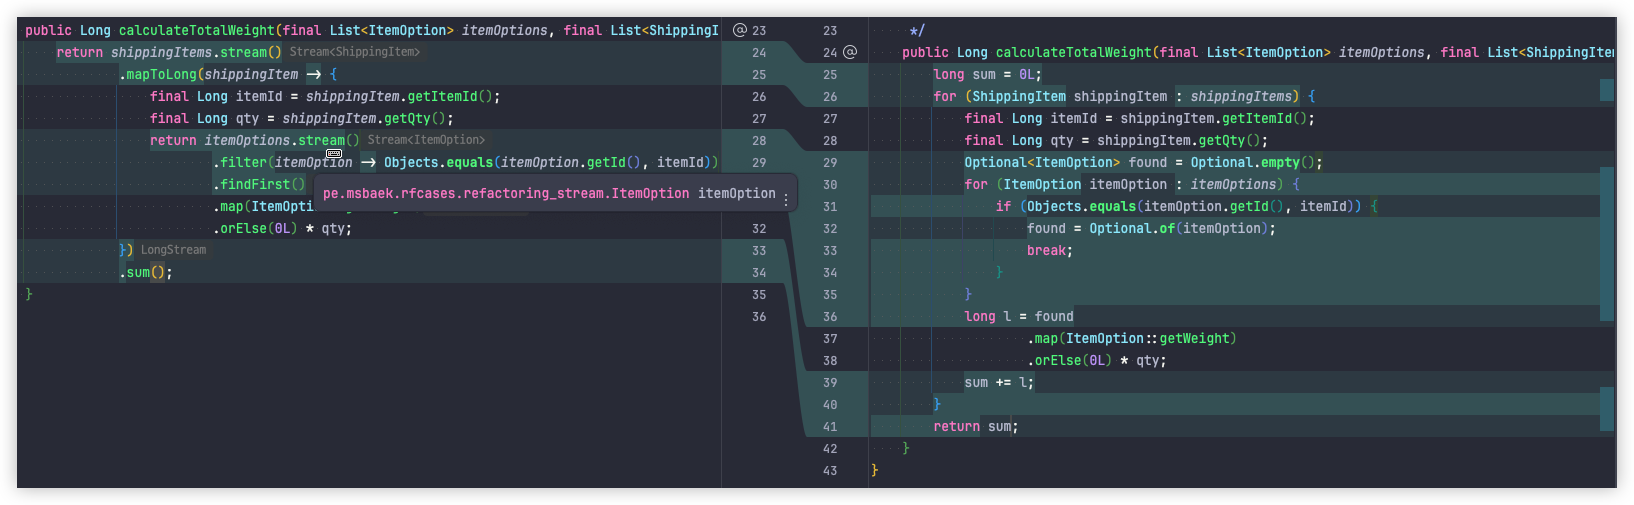 public Long calculateTotalWeight(final List<ItemOption> itemOptions, final List<ShippingI
return shippingItems.stream() Stream<ShippingItem>
.mapToLong(shippingItem → {
final Long itemId = shippingItem.getItemId();
final Long qty = shippingItem.getQty();
return itemOptions.stream() Stream<ItemOption>
.filter(itemOption → Objects.equals(itemOption.getId(), itemId))
.findFirst()
pe.msbaek.rfcases.refactoring_stream.ItemOption itemOption
.map(ItemOpti
.orElse(0L) * qty;
}) LongStream
.sum();
}
@ 23
24
25
26
27
28
29
32
33
34
35
36
23
24 @
25
26
27
28
29
30
31
32
33
34
35
36
37
38
39
40
41
42
43
*/
public Long calculateTotalWeight(final List<ItemOption> itemOptions, final List<ShippingItem
long sum = 0L;
for (ShippingItem shippingItem : shippingItems) {
final Long itemId = shippingItem.getItemId();
final Long qty = shippingItem.getQty();
Optional<ItemOption> found = Optional.empty();
for (ItemOption itemOption : itemOptions) {
if (Objects.equals(itemOption.getId(), itemId)) {
found = Optional.of(itemOption);
break;
}
}
long l = found
.map(ItemOption::getWeight)
.orElse(0L) * qty;
sum += l;
}
return sum;
}
}